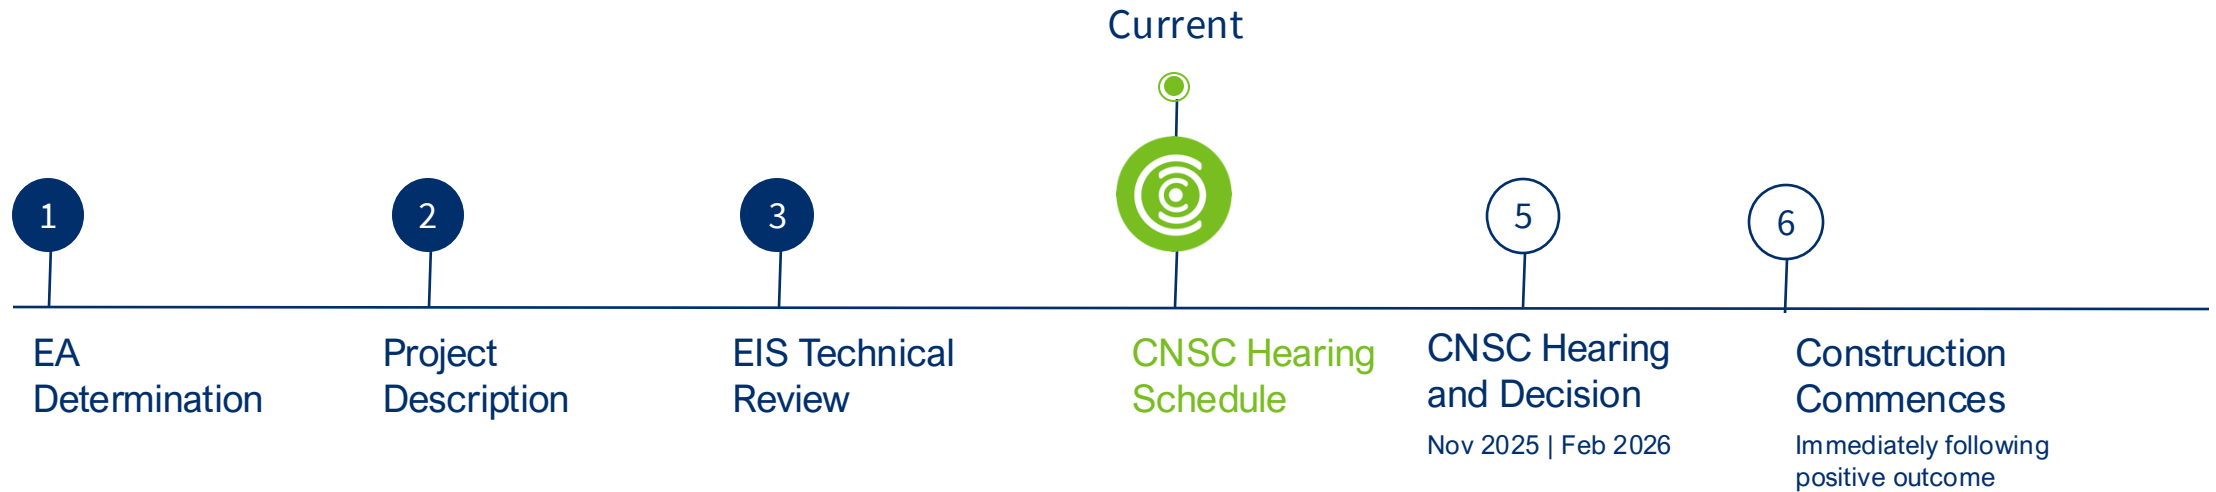 Current
1
2
3
5
6
EA
Determination
Project
Description
EIS Technical
Review
CNSC Hearing
Schedule
CNSC Hearing
and Decision
Nov 2025 | Feb 2026
Construction
Commences
Immediately following
positive outcome